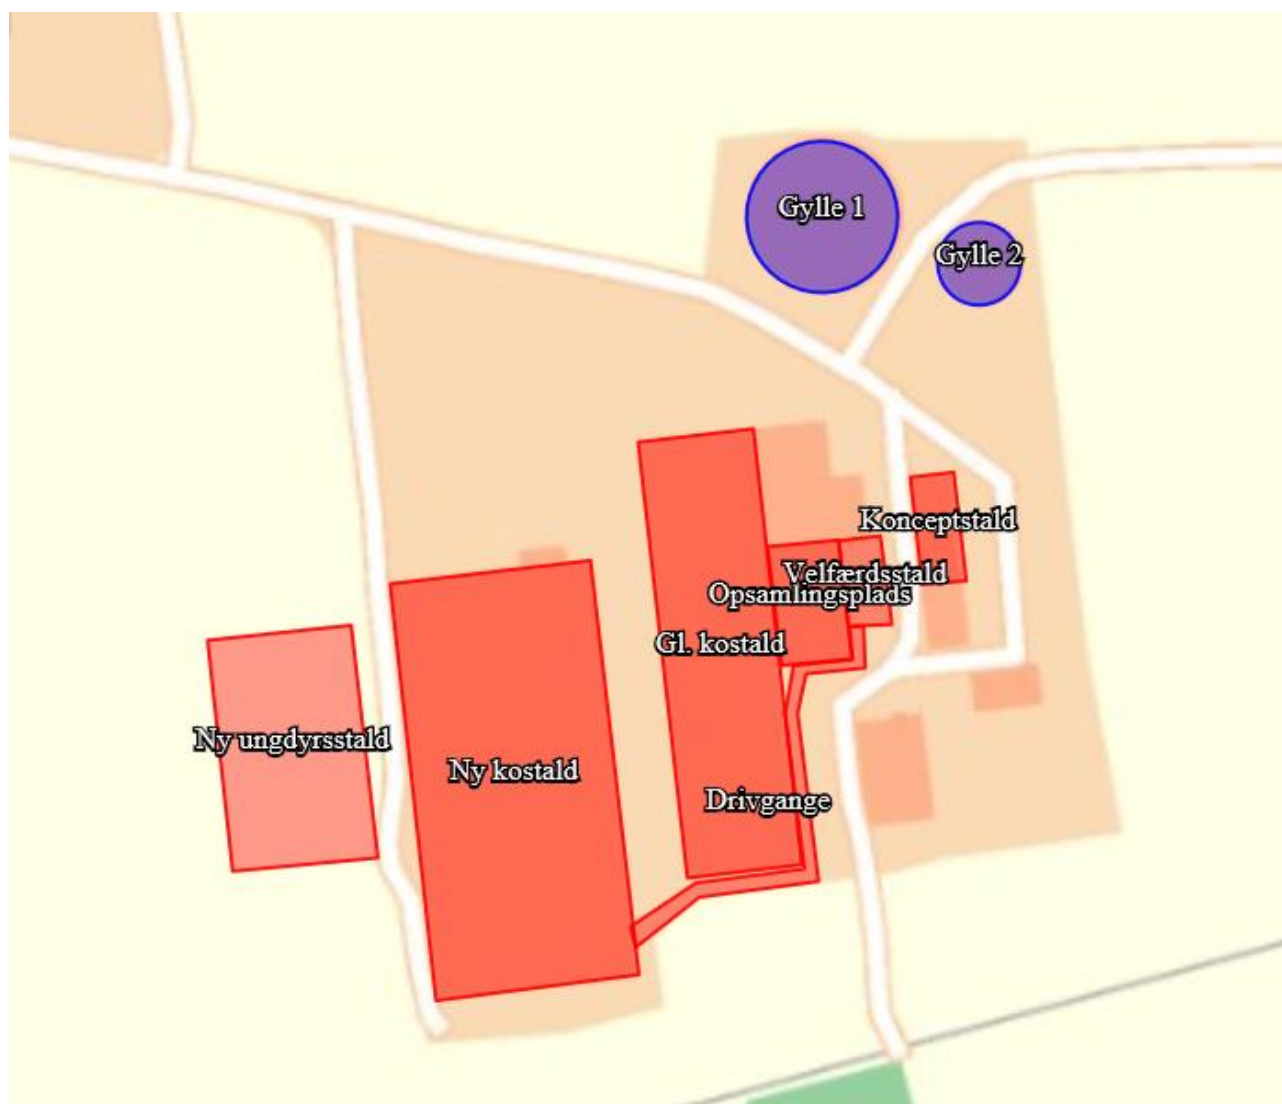 Gylle 1
Gylle 2
Konceptstald
Velfærdsstald
Opsamlingsplads
Gl. kostald
Ny ungdyrsstald
Ny kostald
Drivgange